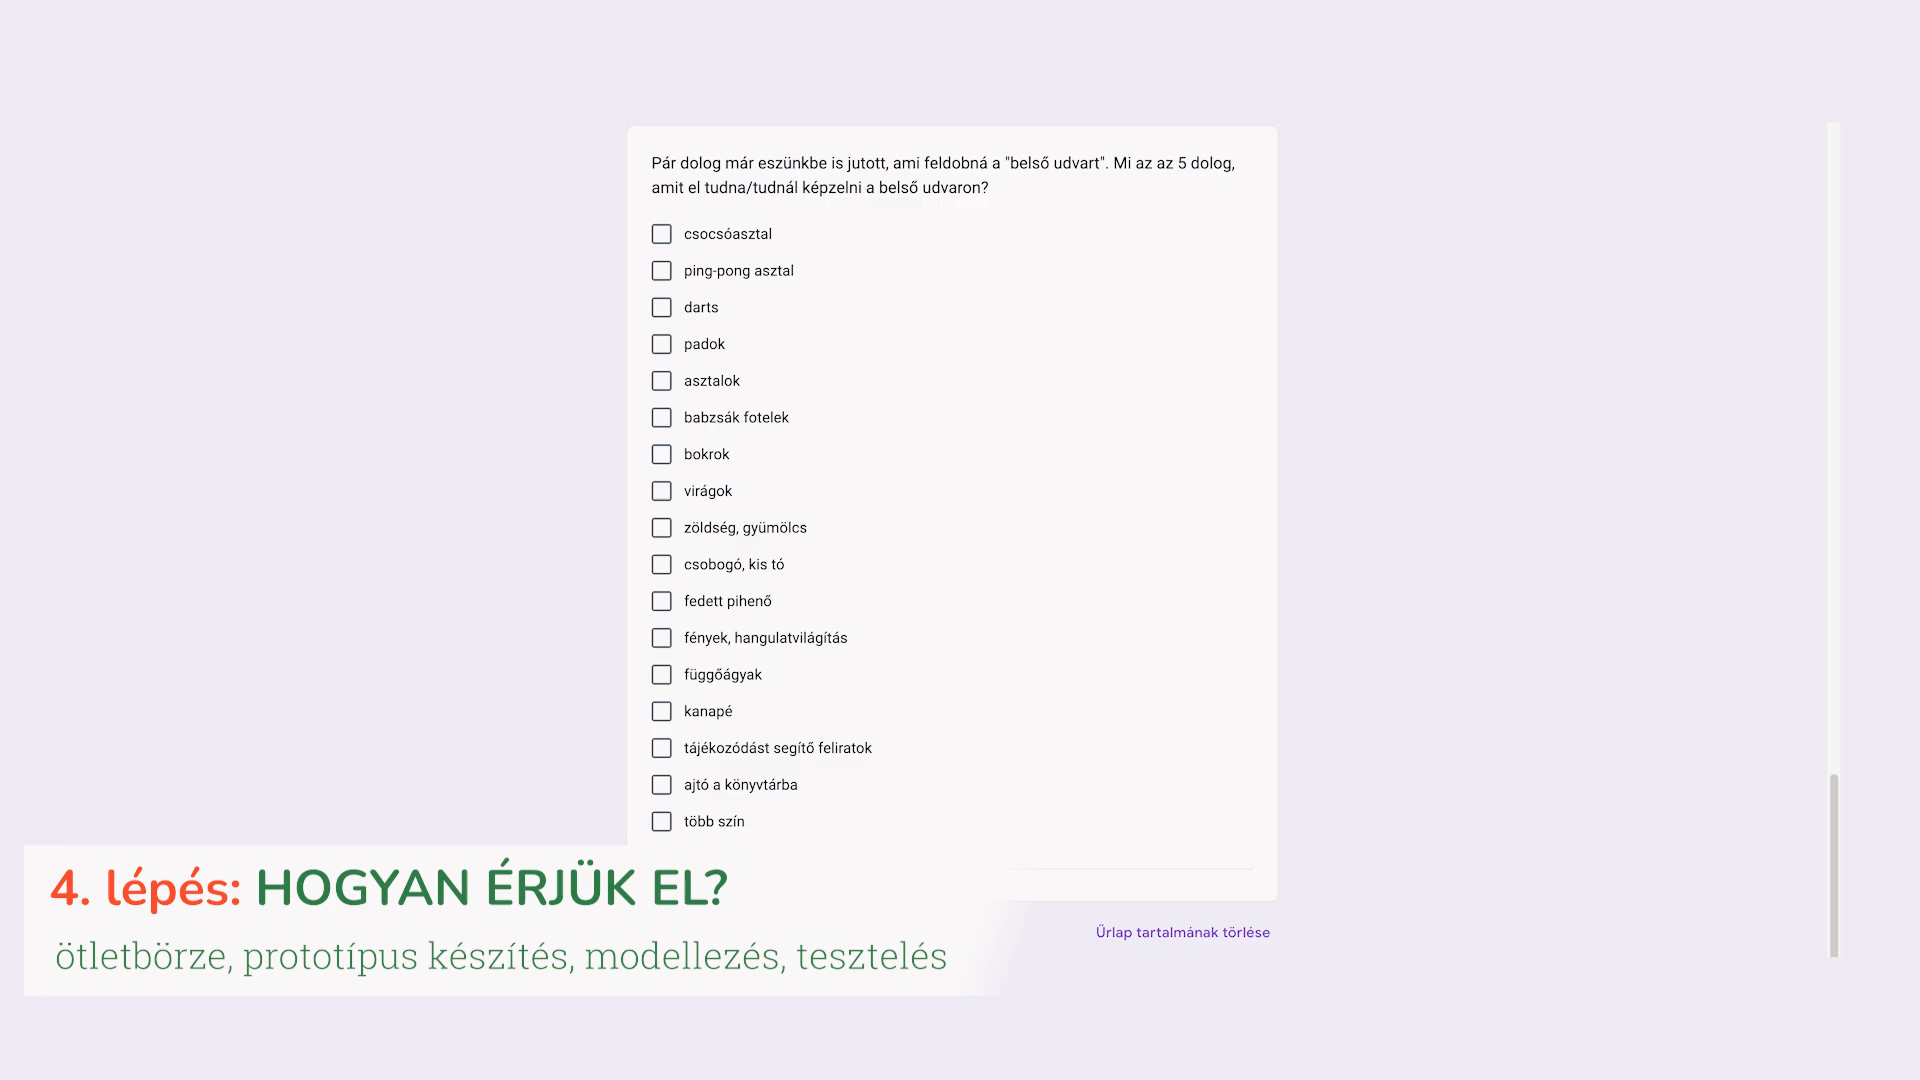 Pár dolog már eszünkbe is jutott, ami feldobná a "belső udvart". Mi az az 5 dolog,
amit el tudna/tudnál képzelni a belső udvaron?
csocsóasztal
ping-pong asztal
darts
padok
asztalok
babzsák fotelek
bokrok
virágok
zöldség, gyümölcs
csobogó, kis tó
fedett pihenő
fények, hangulatvilágítás
függőágyak
kanapé
tájékozódást segítő feliratok
ajtó a könyvtárba
több szín
4. lépés: HOGYAN ÉRJÜK EL?
ötletbörze, prototípus készítés, modellezés, tesztelés
Űrlap tartalmának törlése